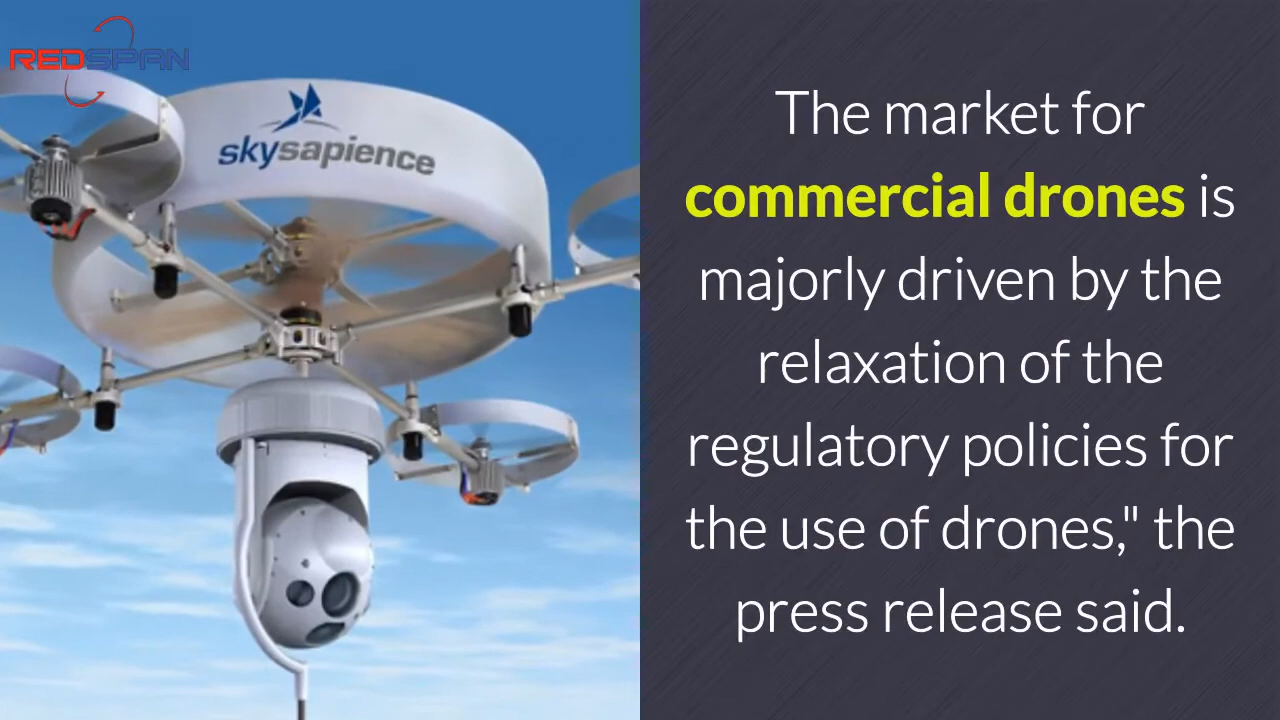 REDSPAN
skysapience
The market for
commercial drones is
majorly driven by the
relaxation of the
regulatory policies for
the use of drones," the
press release said.